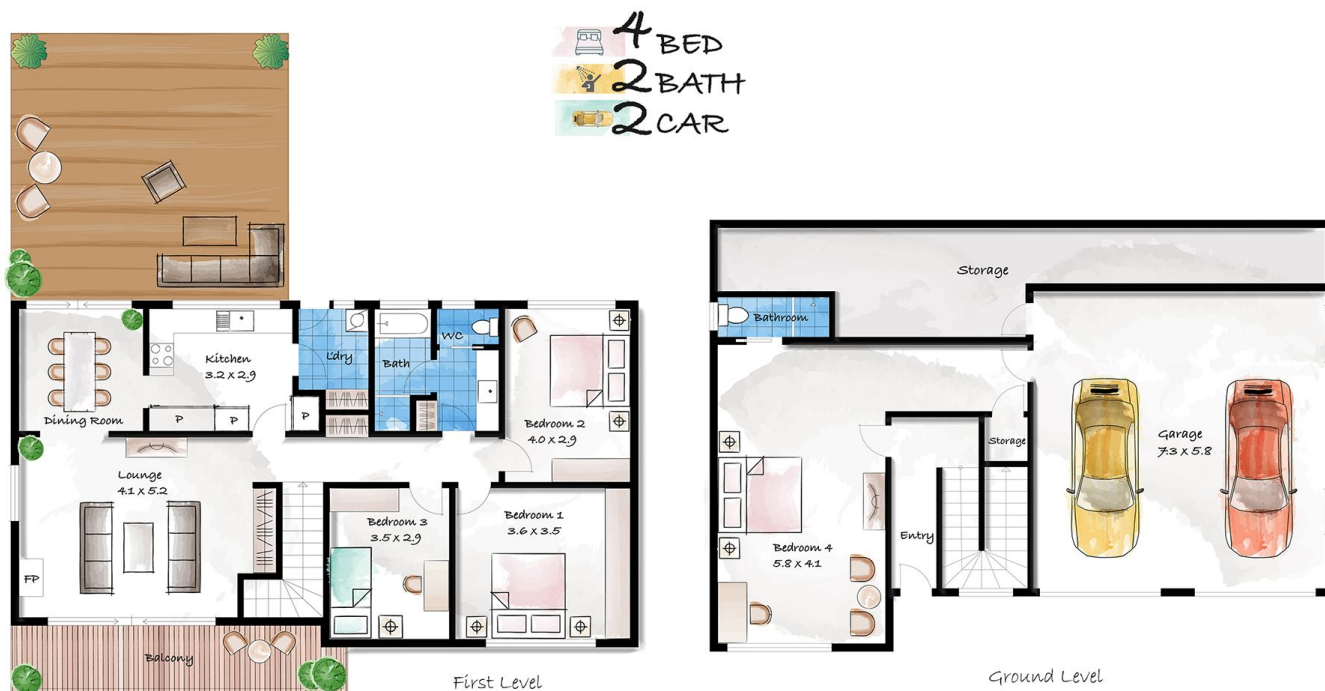 4 BED
2 BATH
2 CAR
Kitchen
3.2 x 2.9
L'dry
Bath
WC
P
P
P
Dining Room
Bedroom 2
4.0 x 2.9
Lounge
4.1 x 5.2
Bedroom 3
3.5 x 2.9
Bedroom 1
3.6 x 3.5
FP
Balcony
First Level
Storage
Bathroom
Storage
Garage
7.3 x 5.8
Entry
Bedroom 4
5.8 x 4.1
Ground Level